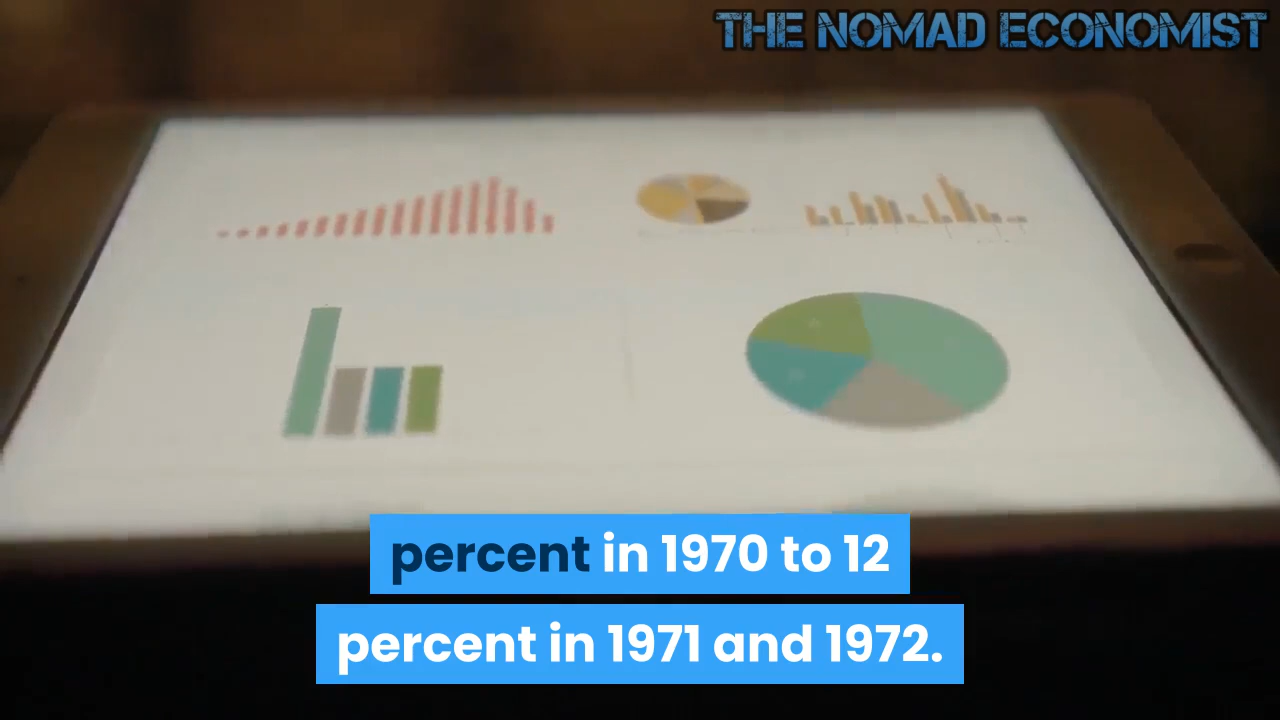 THE NOMAD ECONOMIST
percent in 1970 to 12
percent in 1971 and 1972.